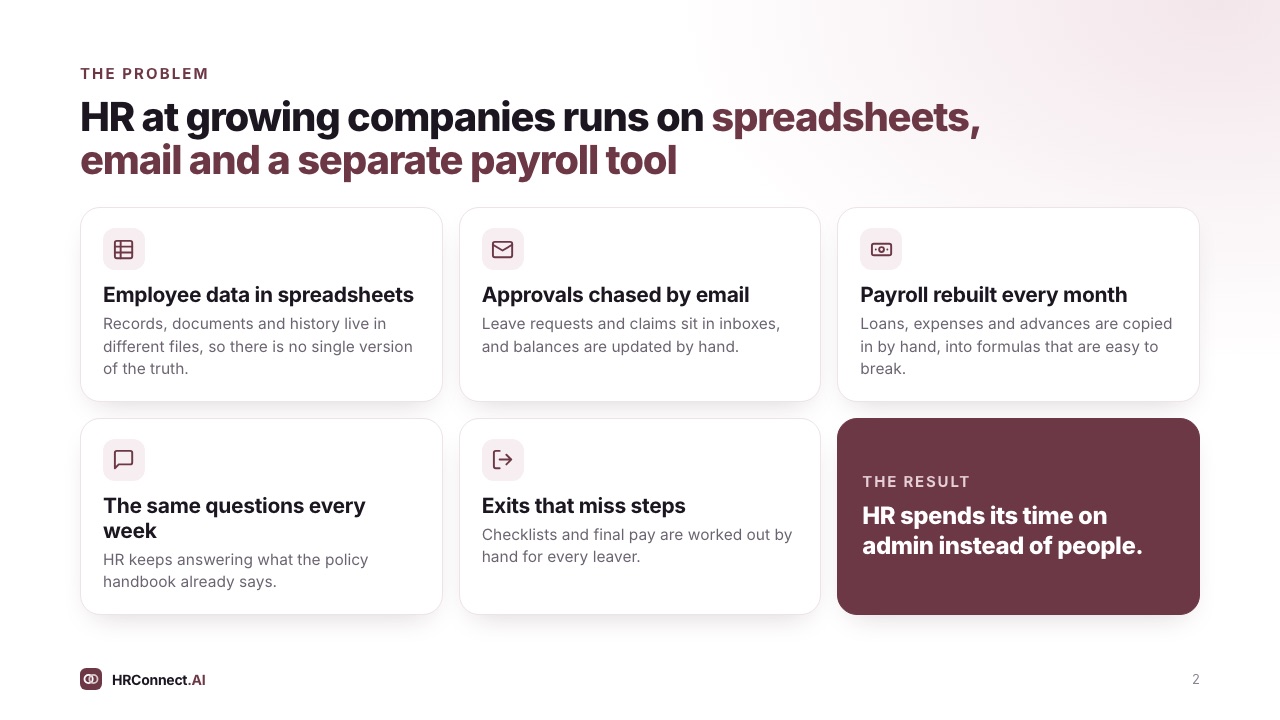 THE PROBLEM
HR at growing companies runs on spreadsheets,
email and a separate payroll tool
Employee data in spreadsheets
Records, documents and history live in
different files, so there is no single version
of the truth.
Approvals chased by email
Leave requests and claims sit in inboxes,
and balances are updated by hand.
Payroll rebuilt every month
Loans, expenses and advances are copied
in by hand, into formulas that are easy to
break.
The same questions every
week
HR keeps answering what the policy
handbook already says.
Exits that miss steps
Checklists and final pay are worked out by
hand for every leaver.
THE RESULT
HR spends its time on
admin instead of people.
HRConnect.AI
2